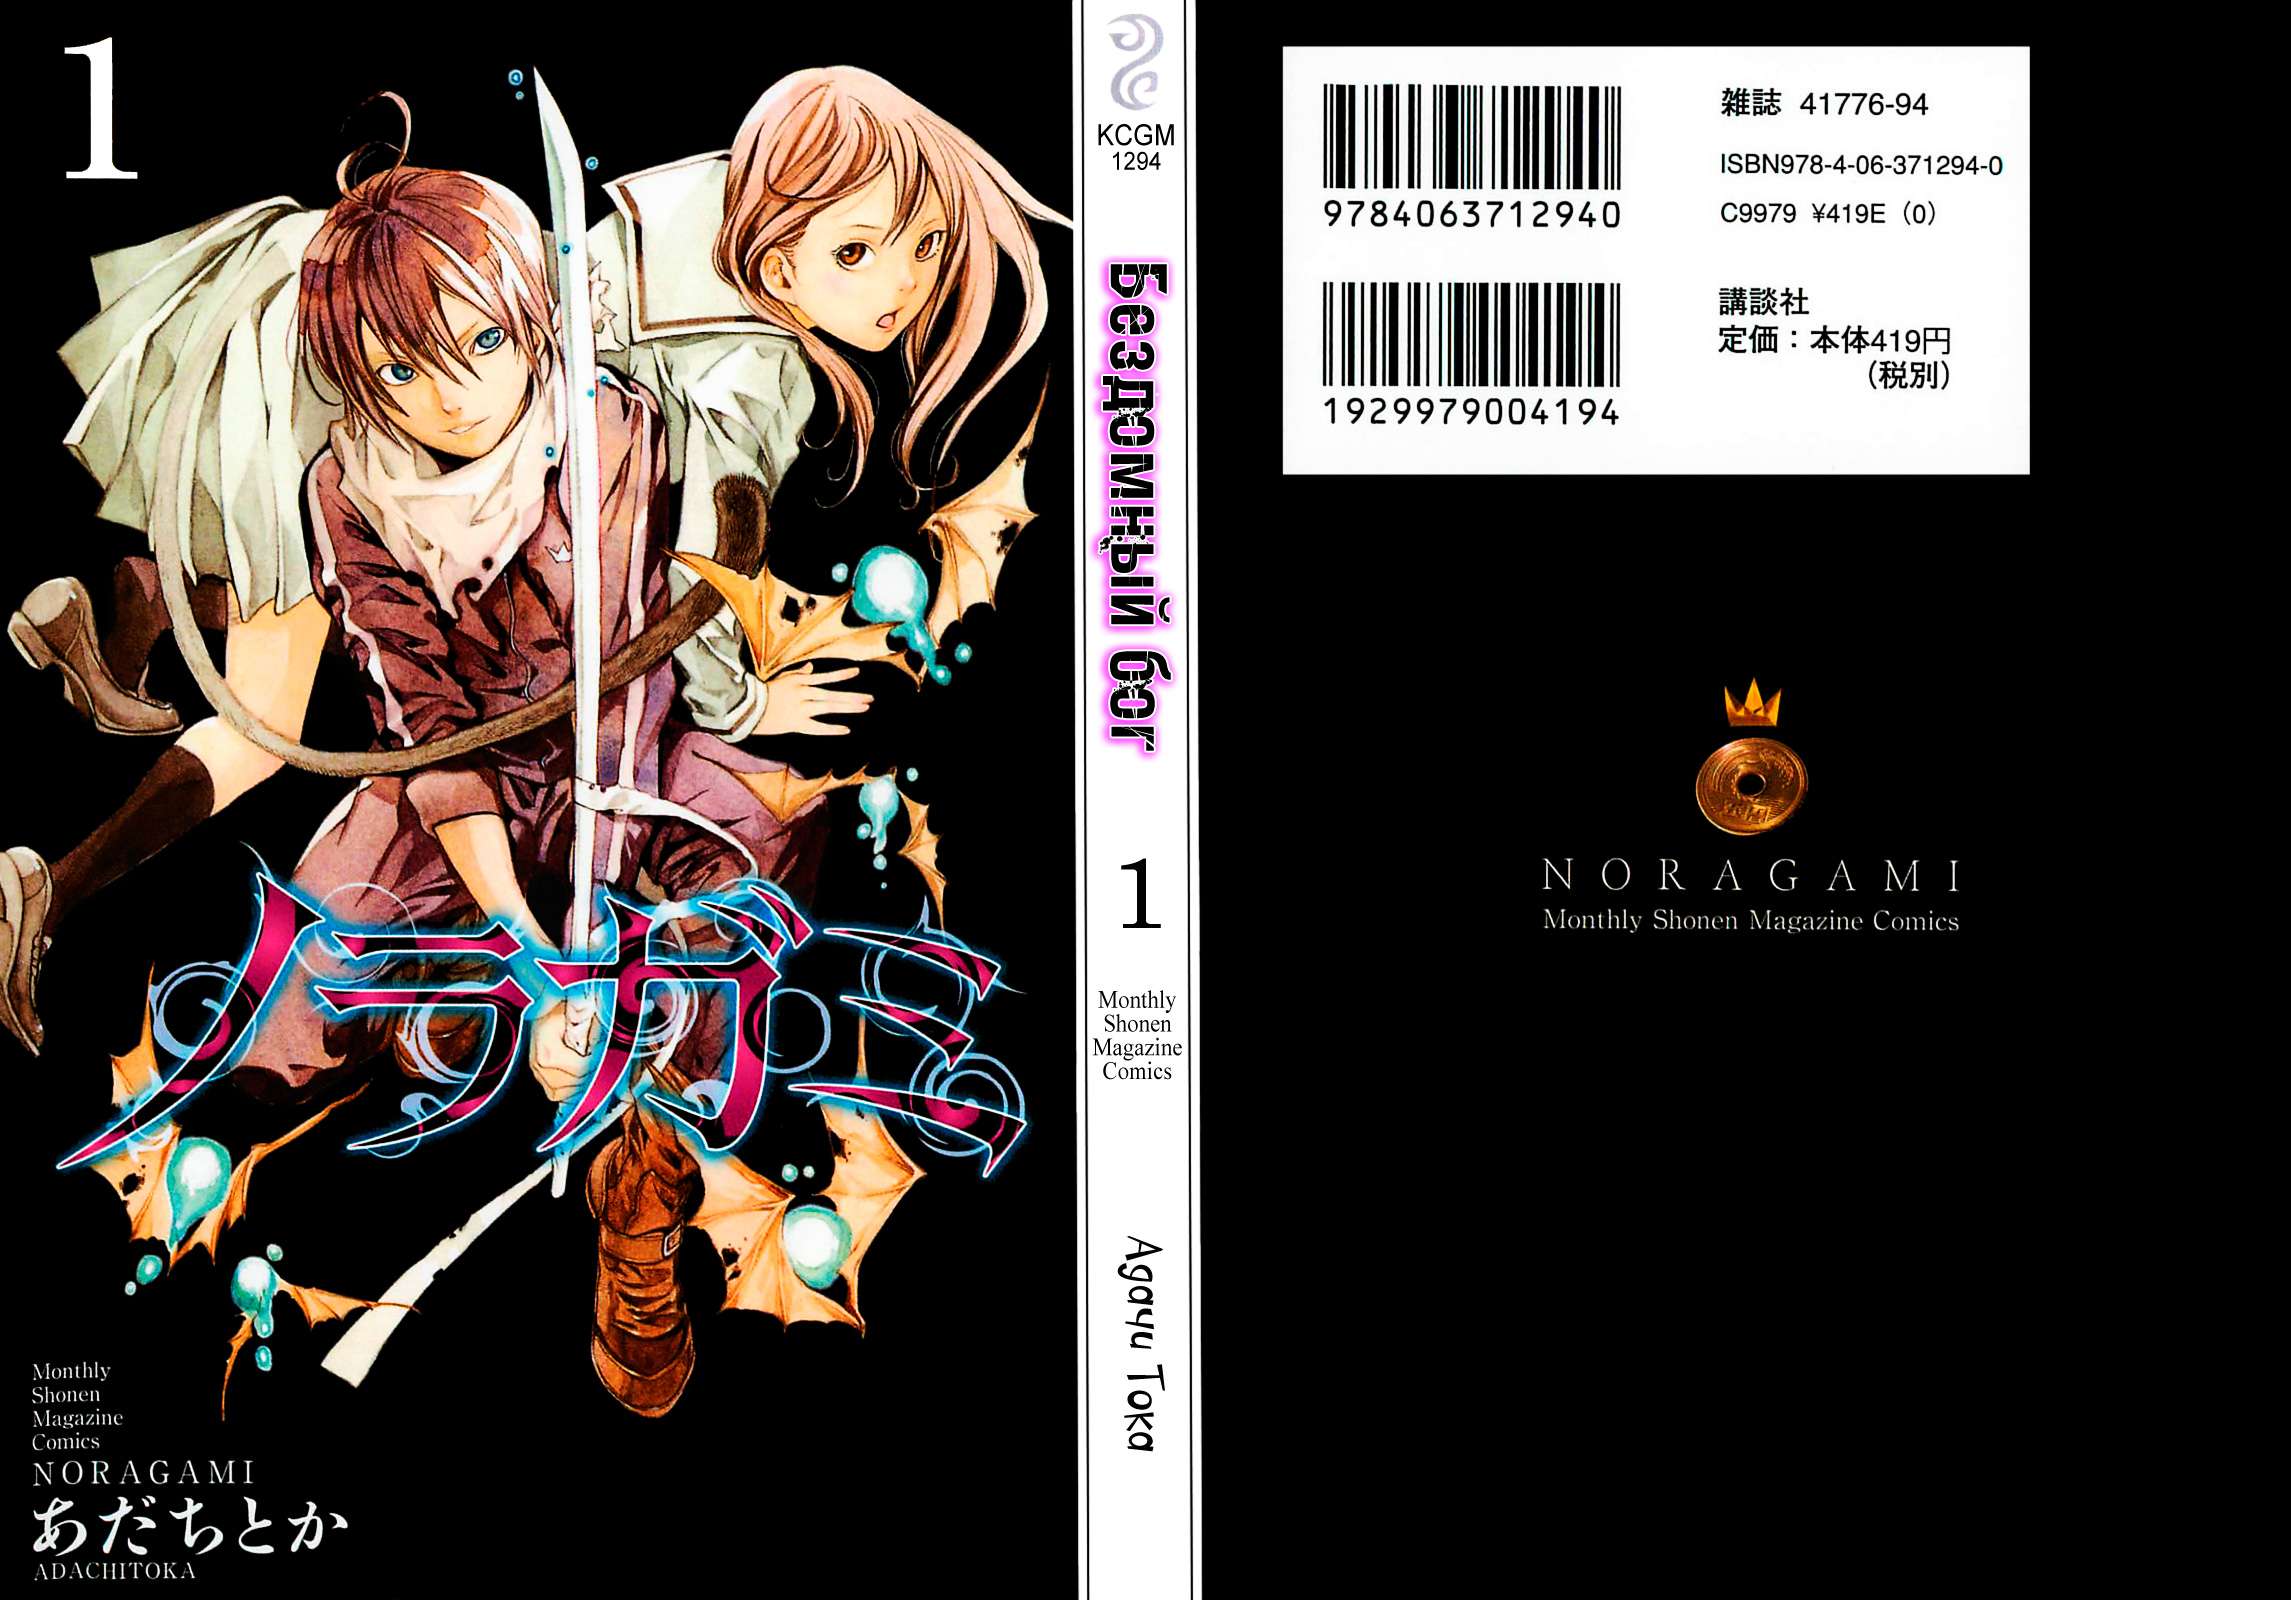 1
ノラガミ
Monthly
Shonen
Magazine
Comics
NORAGAMI
あだちとか
ADACHITOKA
KCGM
1294
Бездомный бог
1
Monthly
Shonen
Magazine
Comics
Адачи Тока
9784063712940
雑誌 41776-94
ISBN978-4-06-371294-0
C9979 ¥419E (0)
1929979004194
講談社
定価：本体419円
（税別）
NORAGAMI
Monthly Shonen Magazine Comics